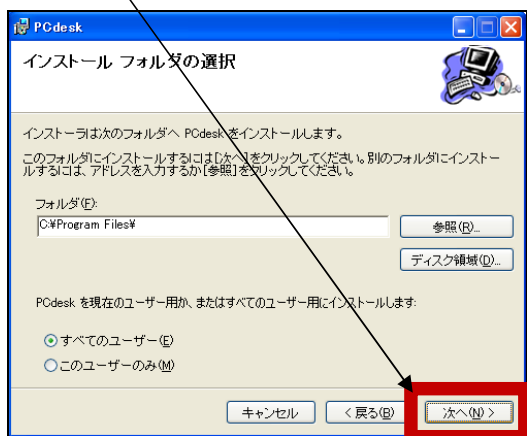 PCdesk
インストール フォルダの選択
インストーラは次のフォルダへ PCdesk をインストールします。
このフォルダにインストールするには[次へ]をクリックしてください。別のフォルダにインストー
ルするには、アドレスを入力するか[参照]をクリックしてください。
フォルダ(F):
C:¥Program Files¥
参照(R)...
ディスク領域(D)...
PCdesk を現在のユーザー用か、またはすべてのユーザー用にインストールします:
すべてのユーザー(E)
このユーザーのみ(M)
キャンセル
< 戻る(B)
次へ(N) >